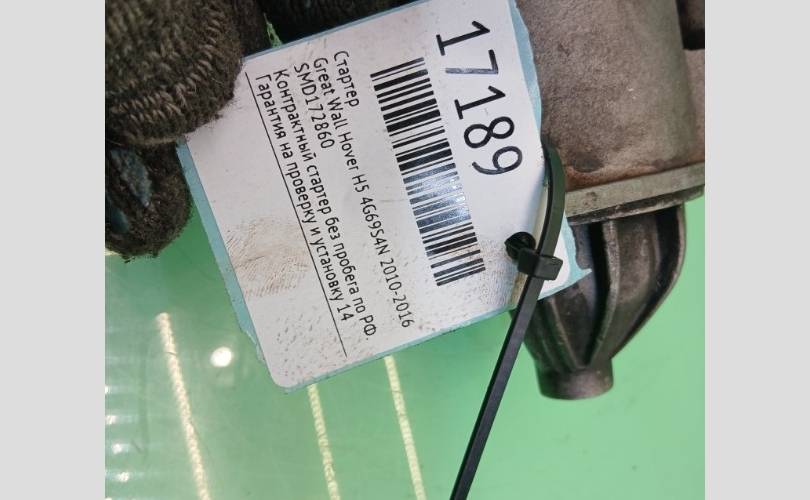 17189
Стартер
Great Wall Hover H5 4G69S4N 2010-2016
SMD172860
Контрактный стартер без пробега по РФ.
Гарантия на проверку и установку 14